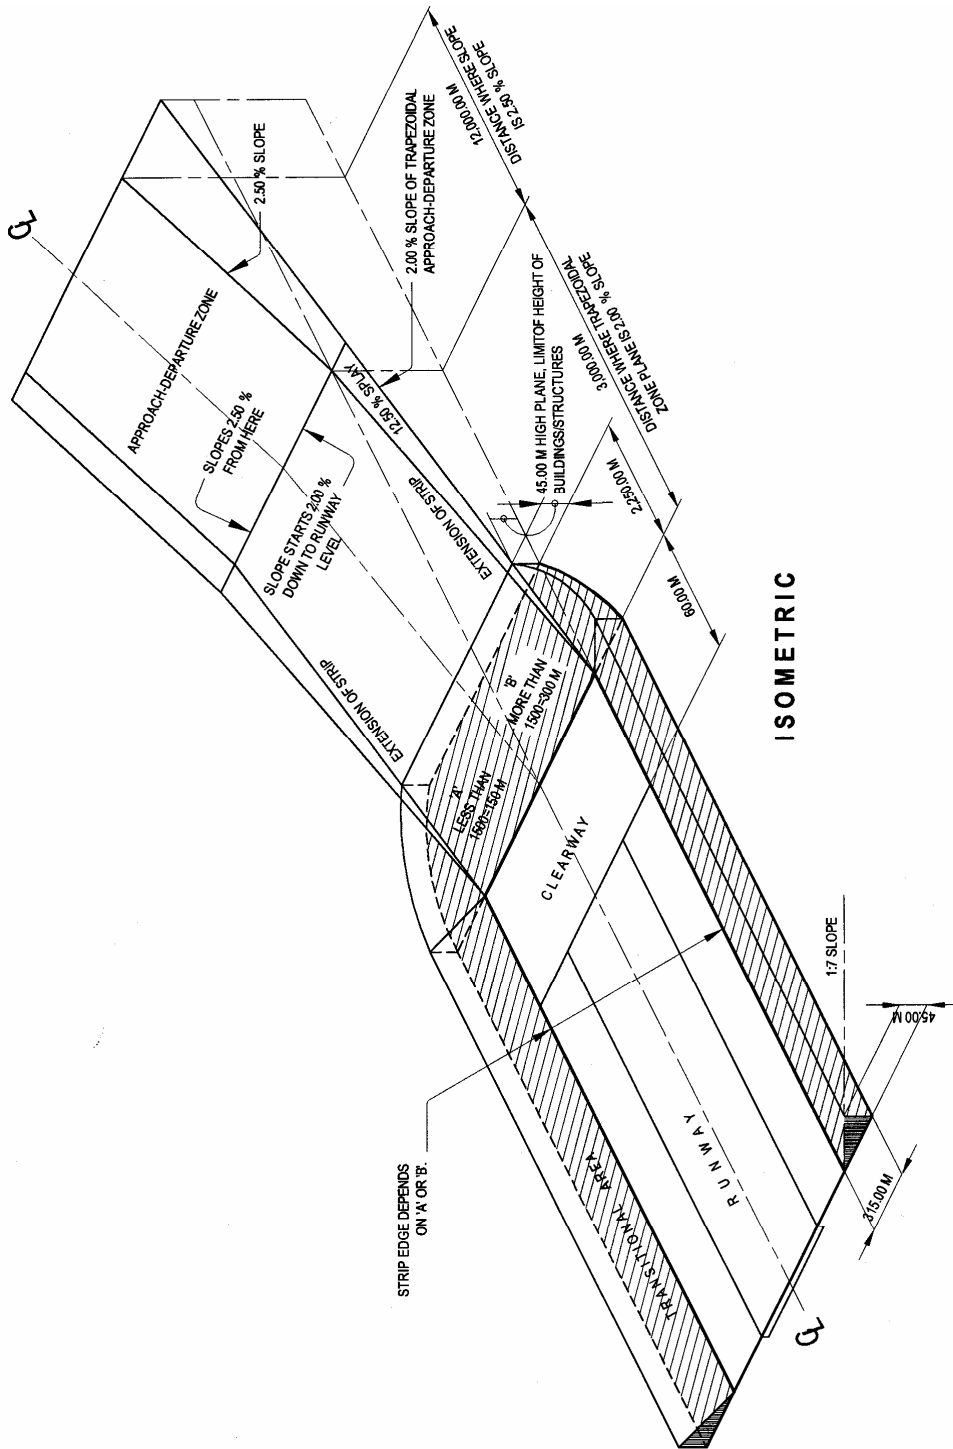 12,000.00 M
DISTANCE WHERE SLOPE
IS 2.50 % SLOPE
2.50 % SLOPE
2.00 % SLOPE OF TRAPEZOIDAL
APPROACH-DEPARTURE ZONE
APPROACH-DEPARTURE ZONE
SLOPES 2.50 %
FROM HERE
SLOPE STARTS 2.00 %
DOWN TO RUNWAY
LEVEL
12.50 % SPLAY
3,000.00 M
DISTANCE WHERE TRAPEZOIDAL
ZONE PLANE IS 2.00 % SLOPE
45.00 M HIGH PLANE, LIMITOF HEIGHT OF
BUILDINGS/STRUCTURES
EXTENSION OF STRIP
EXTENSION OF STRIP
2,250.00 M
60.00 M
'A'
LESS THAN
1500=150 M
'B'
MORE THAN
1500=300 M
ISOMETRIC
CLEARWAY
STRIP EDGE DEPENDS
ON 'A' OR 'B'.
TRANSITIONAL AREA
RUNWAY
1:7 SLOPE
45.00 M
315.00 M